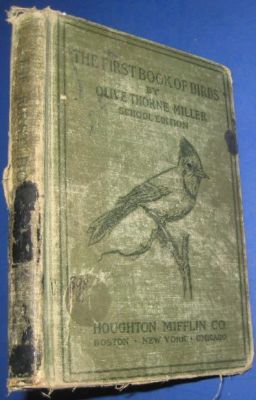 THE FIRST BOOK OF BIRDS
BY
OLIVE THORNE MILLER
SCHOOL EDITION
HOUGHTON MIFFLIN CO.
BOSTON · NEW YORK · CHICAGO